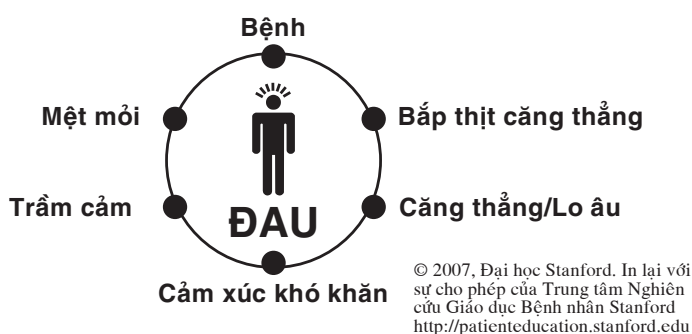 Bệnh
Mệt mỏi
Bắp thịt căng thẳng
Trầm cảm
ĐAU
Căng thẳng/Lo âu
Cảm xúc khó khăn
© 2007, Đại học Stanford. In lại với
sự cho phép của Trung tâm Nghiên
cứu Giáo dục Bệnh nhân Stanford
http://patienteducation.stanford.edu